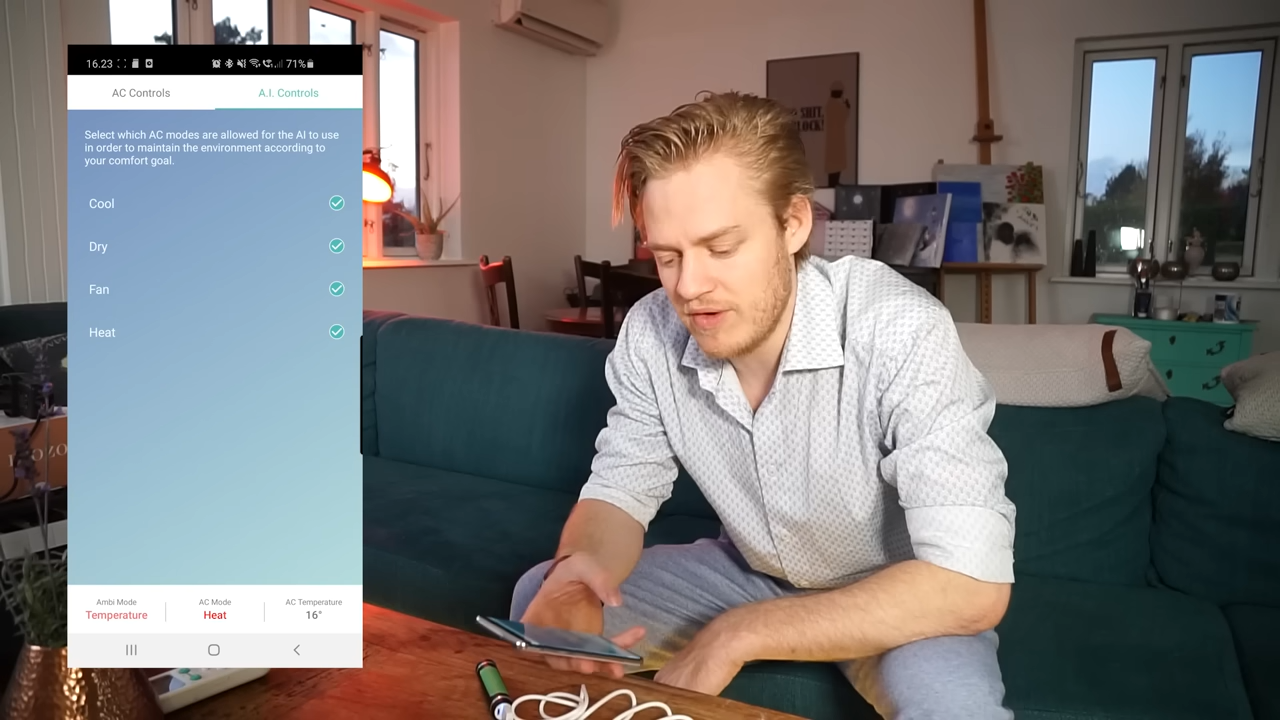 16.23
71%
AC Controls
A.I. Controls
Select which AC modes are allowed for the AI to use
in order to maintain the environment according to
your comfort goal.
Cool
Dry
Fan
Heat
Ambi Mode
AC Mode
AC Temperature
Temperature
Heat
16°
SHIT,